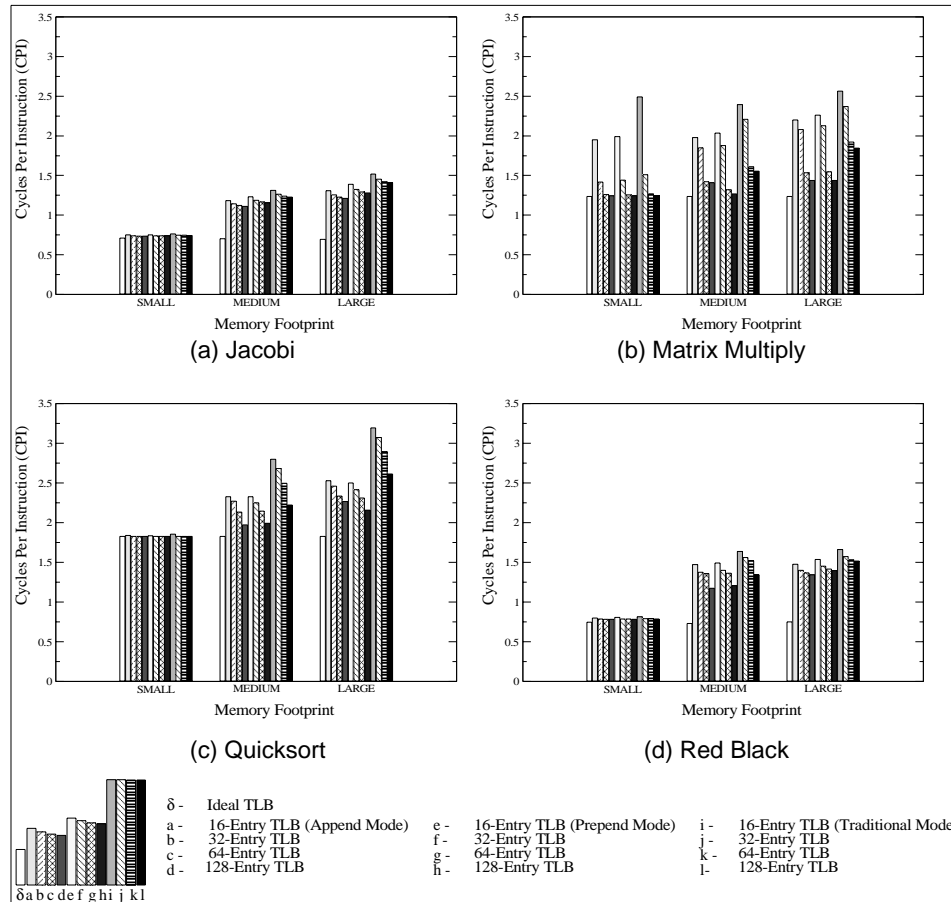 3.5
3
2.5
2
1.5
1
0.5
0
Cycles Per Instruction (CPI)
SMALL MEDIUM LARGE
Memory Footprint
(a) Jacobi
3.5
3
2.5
2
1.5
1
0.5
0
Cycles Per Instruction (CPI)
SMALL MEDIUM LARGE
Memory Footprint
(b) Matrix Multiply
3.5
3
2.5
2
1.5
1
0.5
0
Cycles Per Instruction (CPI)
SMALL MEDIUM LARGE
Memory Footprint
(c) Quicksort
3.5
3
2.5
2
1.5
1
0.5
0
Cycles Per Instruction (CPI)
SMALL MEDIUM LARGE
Memory Footprint
(d) Red Black
δ a b c d e f g h i j k l
δ - Ideal TLB
a - 16-Entry TLB (Append Mode)
b - 32-Entry TLB
c - 64-Entry TLB
d - 128-Entry TLB
e - 16-Entry TLB (Prepend Mode)
f - 32-Entry TLB
g - 64-Entry TLB
h - 128-Entry TLB
i - 16-Entry TLB (Traditional Mode
j - 32-Entry TLB
k - 64-Entry TLB
l- 128-Entry TLB